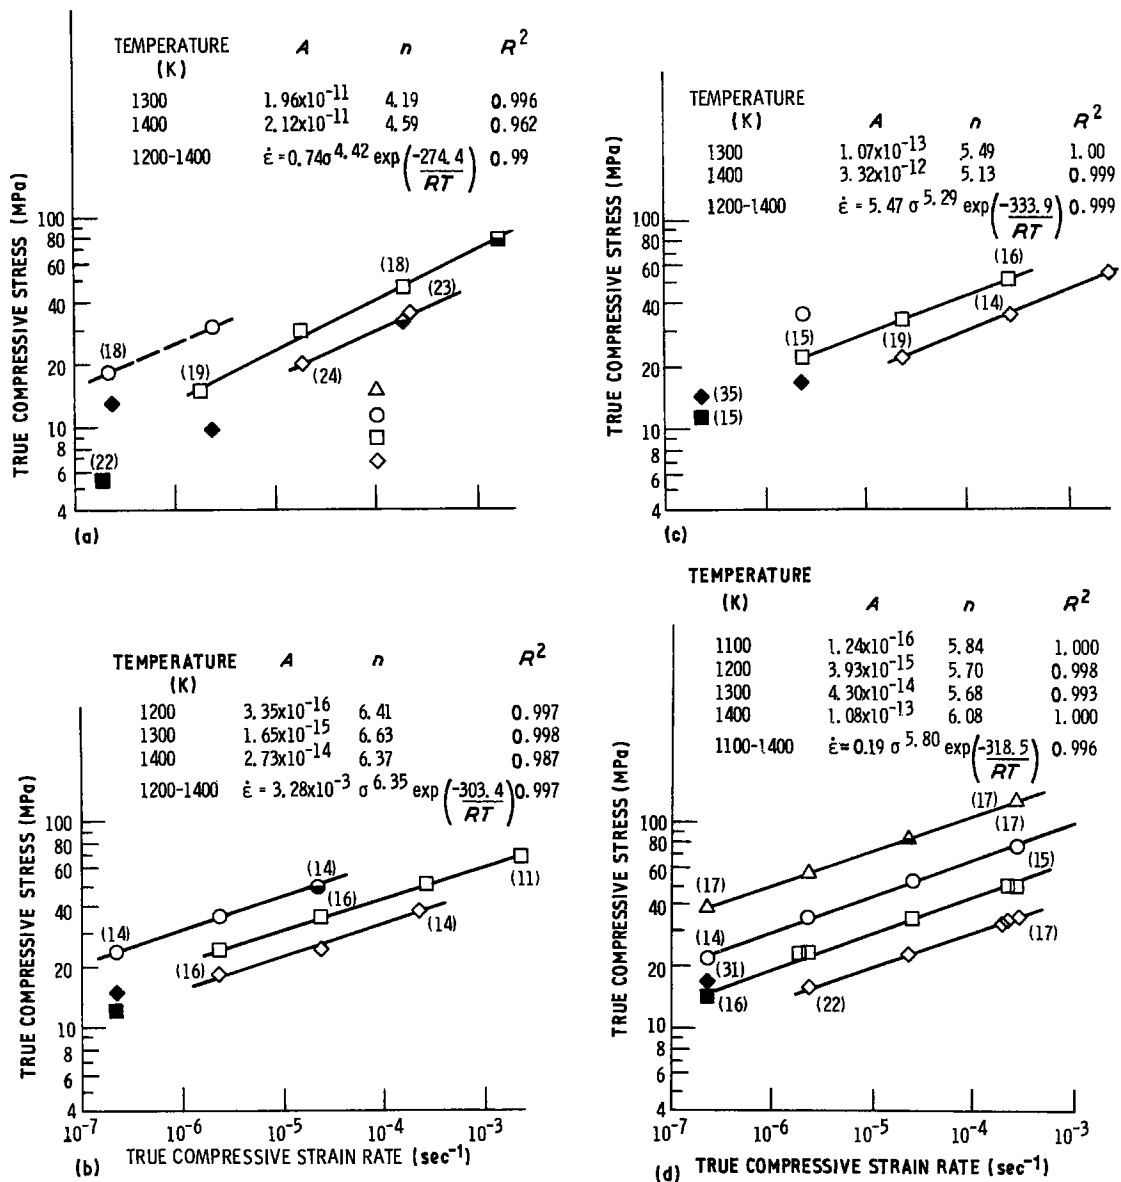 TEMPERATURE (K) A n R²
1300 1.96x10⁻¹¹ 4.19 0.996
1400 2.12x10⁻¹¹ 4.59 0.962
1200-1400 ε̇ = 0.74σ⁴·⁴² exp(-274.4/RT) 0.99
TRUE COMPRESSIVE STRESS (MPa)
100
80
60
40
20
10
8
6
4
(18)
(19)
(18)
(23)
(24)
(22)
(a)
TEMPERATURE (K) A n R²
1300 1.07x10⁻¹³ 5.49 1.00
1400 3.32x10⁻¹² 5.13 0.999
1200-1400 ε̇ = 5.47 σ⁵·²⁹ exp(-333.9/RT) 0.999
TRUE COMPRESSIVE STRESS (MPa)
100
80
60
40
20
10
8
6
4
(16)
(15)
(14)
(19)
(35)
(15)
(c)
TEMPERATURE (K) A n R²
1200 3.35x10⁻¹⁶ 6.41 0.997
1300 1.65x10⁻¹⁵ 6.63 0.998
1400 2.73x10⁻¹⁴ 6.37 0.987
1200-1400 ε̇ = 3.28x10⁻³ σ⁶·³⁵ exp(-303.4/RT) 0.997
TRUE COMPRESSIVE STRESS (MPa)
100
80
60
40
20
10
8
6
4
(14)
(14)
(16)
(11)
(14)
(16)
10⁻⁷ 10⁻⁶ 10⁻⁵ 10⁻⁴ 10⁻³
(b) TRUE COMPRESSIVE STRAIN RATE (sec⁻¹)
TEMPERATURE (K) A n R²
1100 1.24x10⁻¹⁶ 5.84 1.000
1200 3.93x10⁻¹⁵ 5.70 0.998
1300 4.30x10⁻¹⁴ 5.68 0.993
1400 1.08x10⁻¹³ 6.08 1.000
1100-1400 ε̇ = 0.19 σ⁵·⁸⁰ exp(-318.5/RT) 0.996
TRUE COMPRESSIVE STRESS (MPa)
100
80
60
40
20
10
8
6
4
(17)
(17)
(17)
(15)
(14)
(31)
(16)
(17)
(22)
10⁻⁷ 10⁻⁶ 10⁻⁵ 10⁻⁴ 10⁻³
(d) TRUE COMPRESSIVE STRAIN RATE (sec⁻¹)